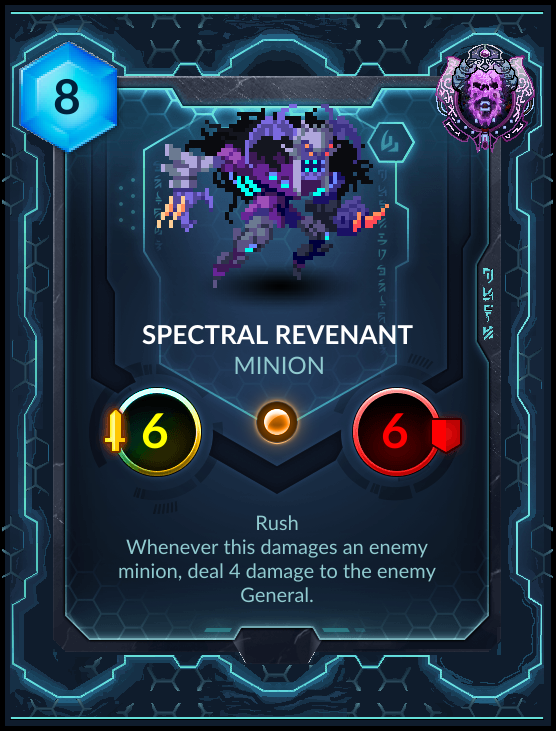 8
SPECTRAL REVENANT
MINION
6 6
Rush
Whenever this damages an enemy
minion, deal 4 damage to the enemy
General.